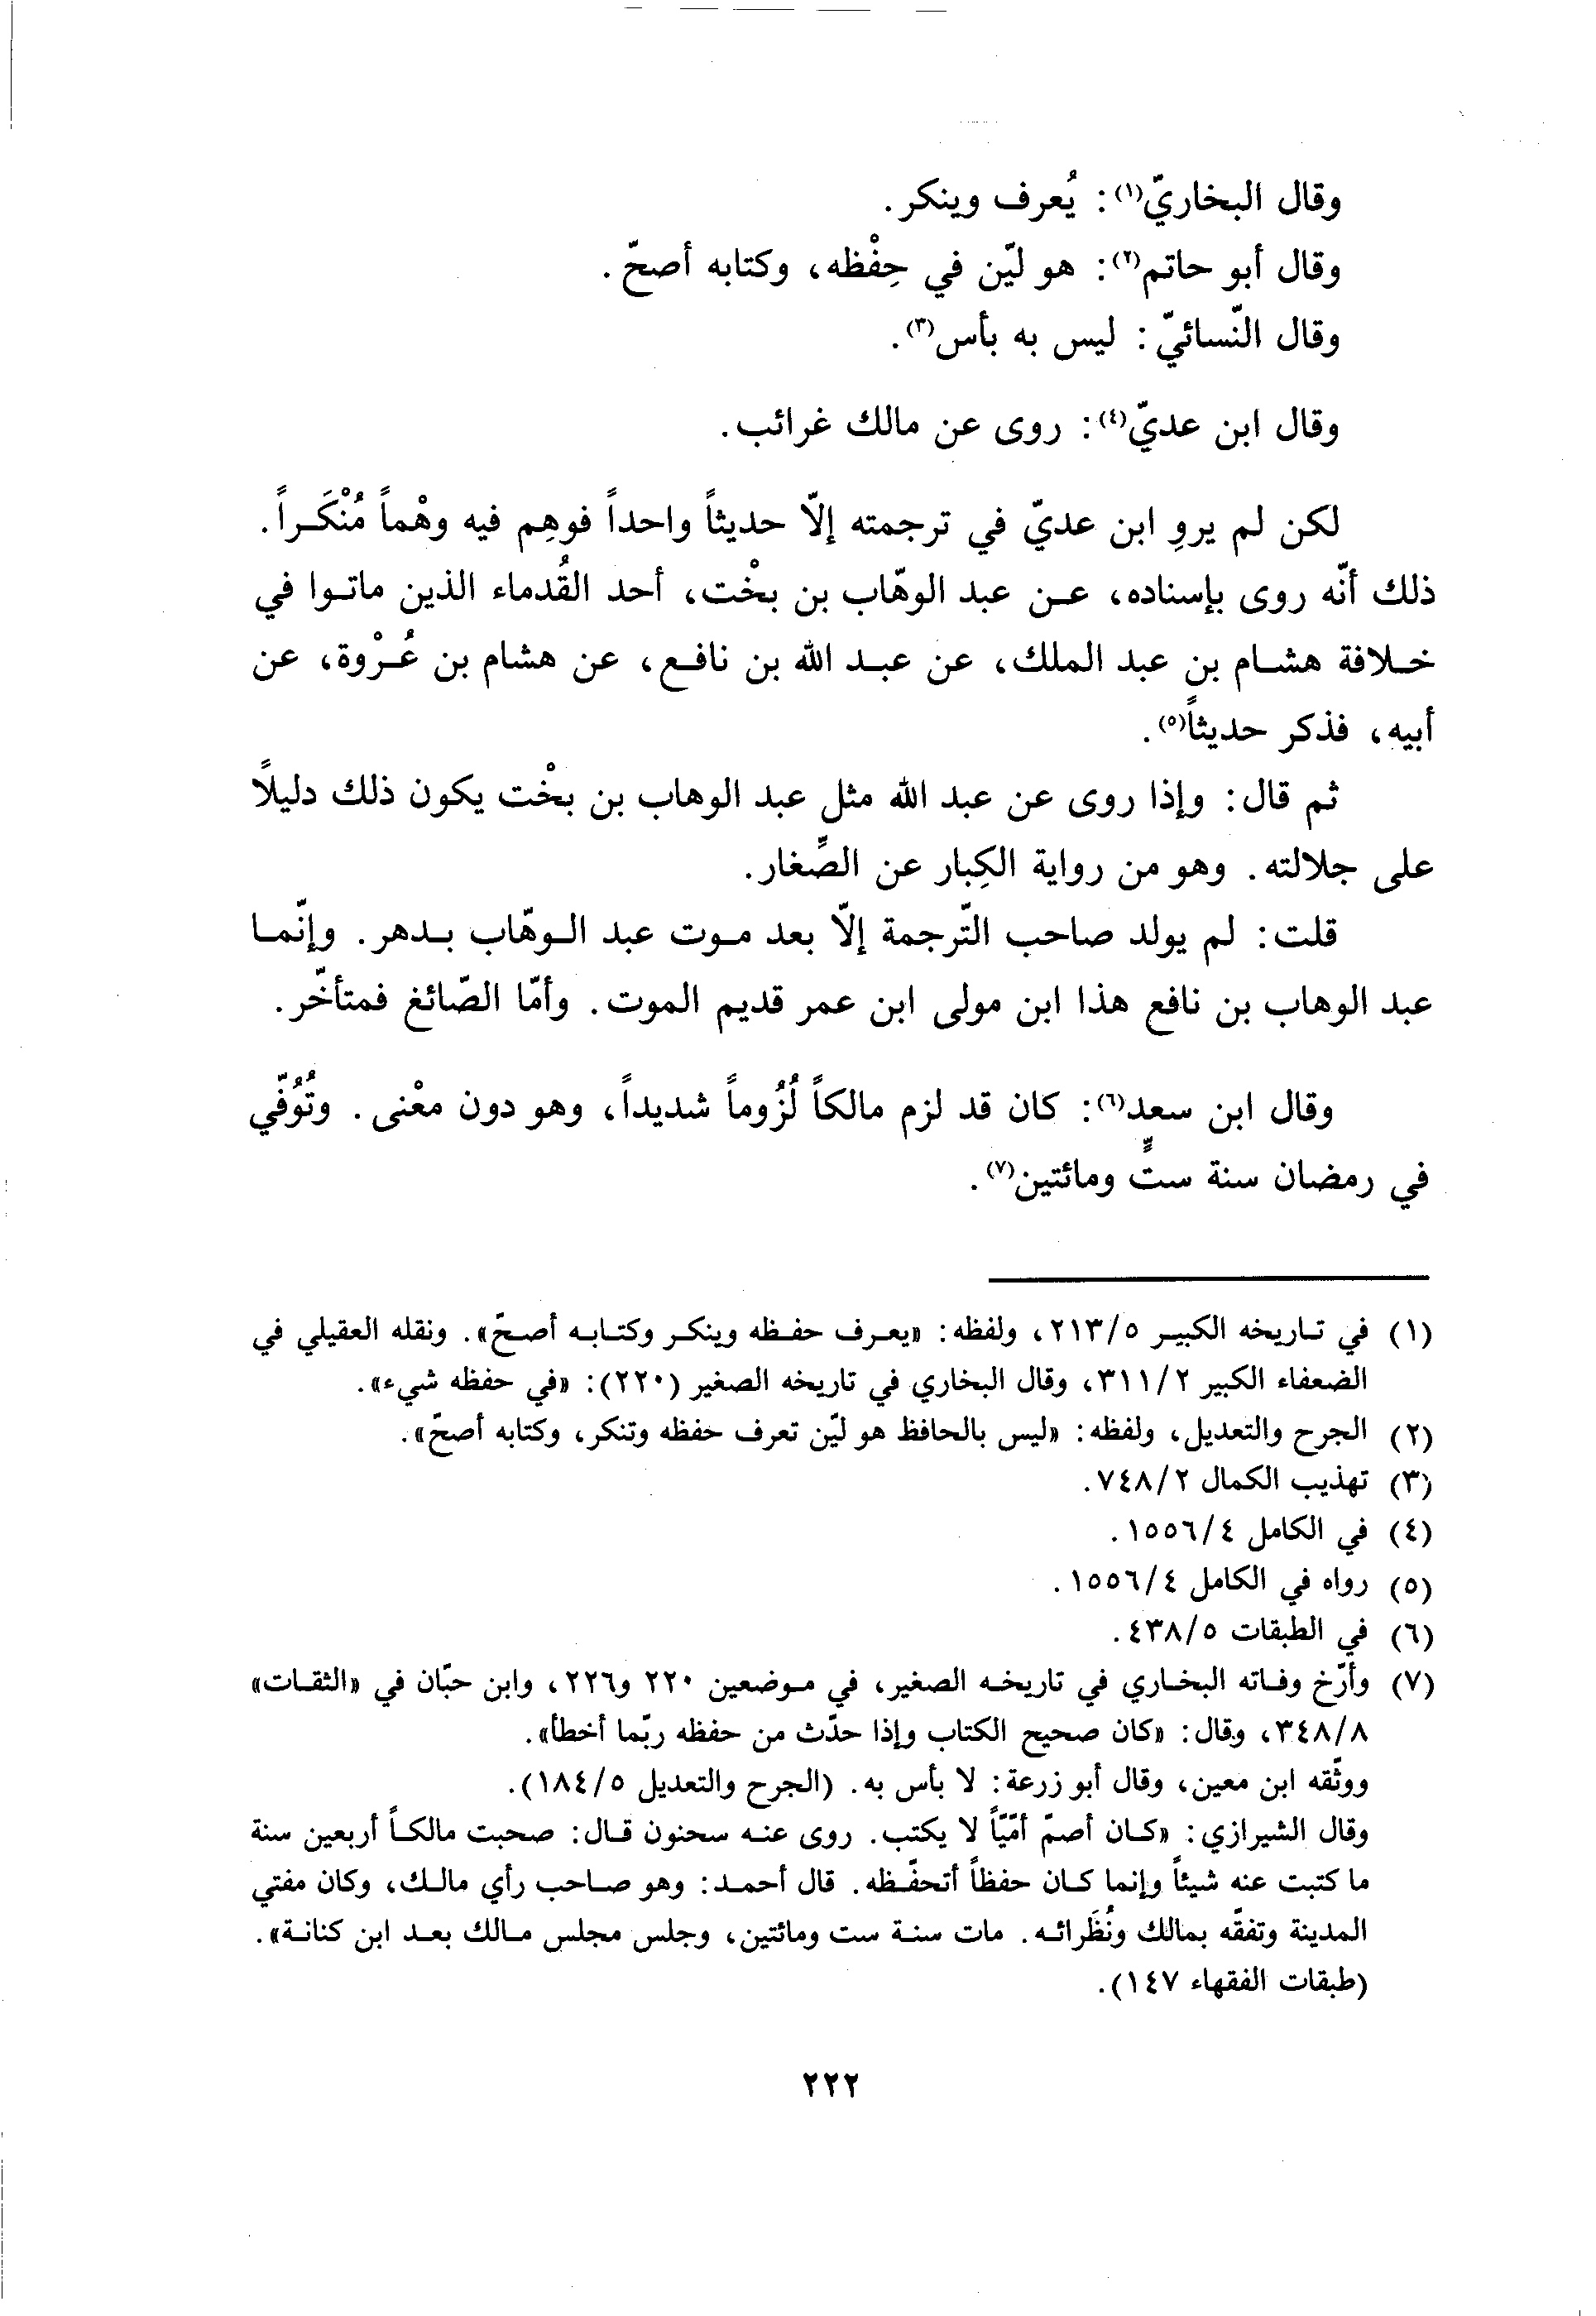 وقال البخاريّ(١): يُعرف وينكر.
وقال أبو حاتم(٢): هو ليّن في حِفْظه، وكتابه أصحّ.
وقال النّسائيّ: ليس به بأس(٣).
وقال ابن عديّ(٤): روى عن مالك غرائب.
لكن لم يروِ ابن عديّ في ترجمته إلاّ حديثاً واحداً فوهِم فيه وهْماً مُنْكَراً.
ذلك أنّه روى بإسناده، عن عبد الوهّاب بن بخْت، أحد القُدماء الذين ماتوا في
خلافة هشام بن عبد الملك، عن عبد الله بن نافع، عن هشام بن عُرْوة، عن
أبيه، فذكر حديثاً(٥).
ثم قال: وإذا روى عن عبد الله مثل عبد الوهاب بن بخْت يكون ذلك دليلاً
على جلالته. وهو من رواية الكِبار عن الصِّغار.
قلت: لم يولد صاحب التّرجمة إلاّ بعد موت عبد الوهّاب بدهر. وإنّما
عبد الوهاب بن نافع هذا ابن مولى ابن عمر قديم الموت. وأمّا الصّائغ فمتأخّر.
وقال ابن سعد(٦): كان قد لزم مالكاً لُزُوماً شديداً، وهو دون معْنى. وتُوُفّي
في رمضان سنة ستٍّ ومائتين(٧).
(١) في تاريخه الكبير ٢١٣/٥، ولفظه: «يعرف حفظه وينكر وكتابه أصحّ». ونقله العقيلي في
الضعفاء الكبير ٣١١/٢، وقال البخاري في تاريخه الصغير (٢٢٠): «في حفظه شيء».
(٢) الجرح والتعديل، ولفظه: «ليس بالحافظ هو ليّن تعرف حفظه وتنكر، وكتابه أصحّ».
(٣) تهذيب الكمال ٧٤٨/٢.
(٤) في الكامل ١٥٥٦/٤.
(٥) رواه في الكامل ١٥٥٦/٤.
(٦) في الطبقات ٤٣٨/٥.
(٧) وأرّخ وفاته البخاري في تاريخه الصغير، في موضعين ٢٢٠ و٢٢٦، وابن حبّان في «الثقات»
٣٤٨/٨، وقال: «كان صحيح الكتاب وإذا حدّث من حفظه ربّما أخطأ».
ووثّقه ابن معين، وقال أبو زرعة: لا بأس به. (الجرح والتعديل ١٨٤/٥).
وقال الشيرازي: «كان أصمّ أمّيّاً لا يكتب. روى عنه سحنون قال: صحبت مالكاً أربعين سنة
ما كتبت عنه شيئاً وإنما كان حفظاً أتحفّظه. قال أحمد: وهو صاحب رأي مالك، وكان مفتي
المدينة وتفقّه بمالك ونُظَرائه. مات سنة ست ومائتين، وجلس مجلس مالك بعد ابن كنانة».
(طبقات الفقهاء ١٤٧).
٢٢٢